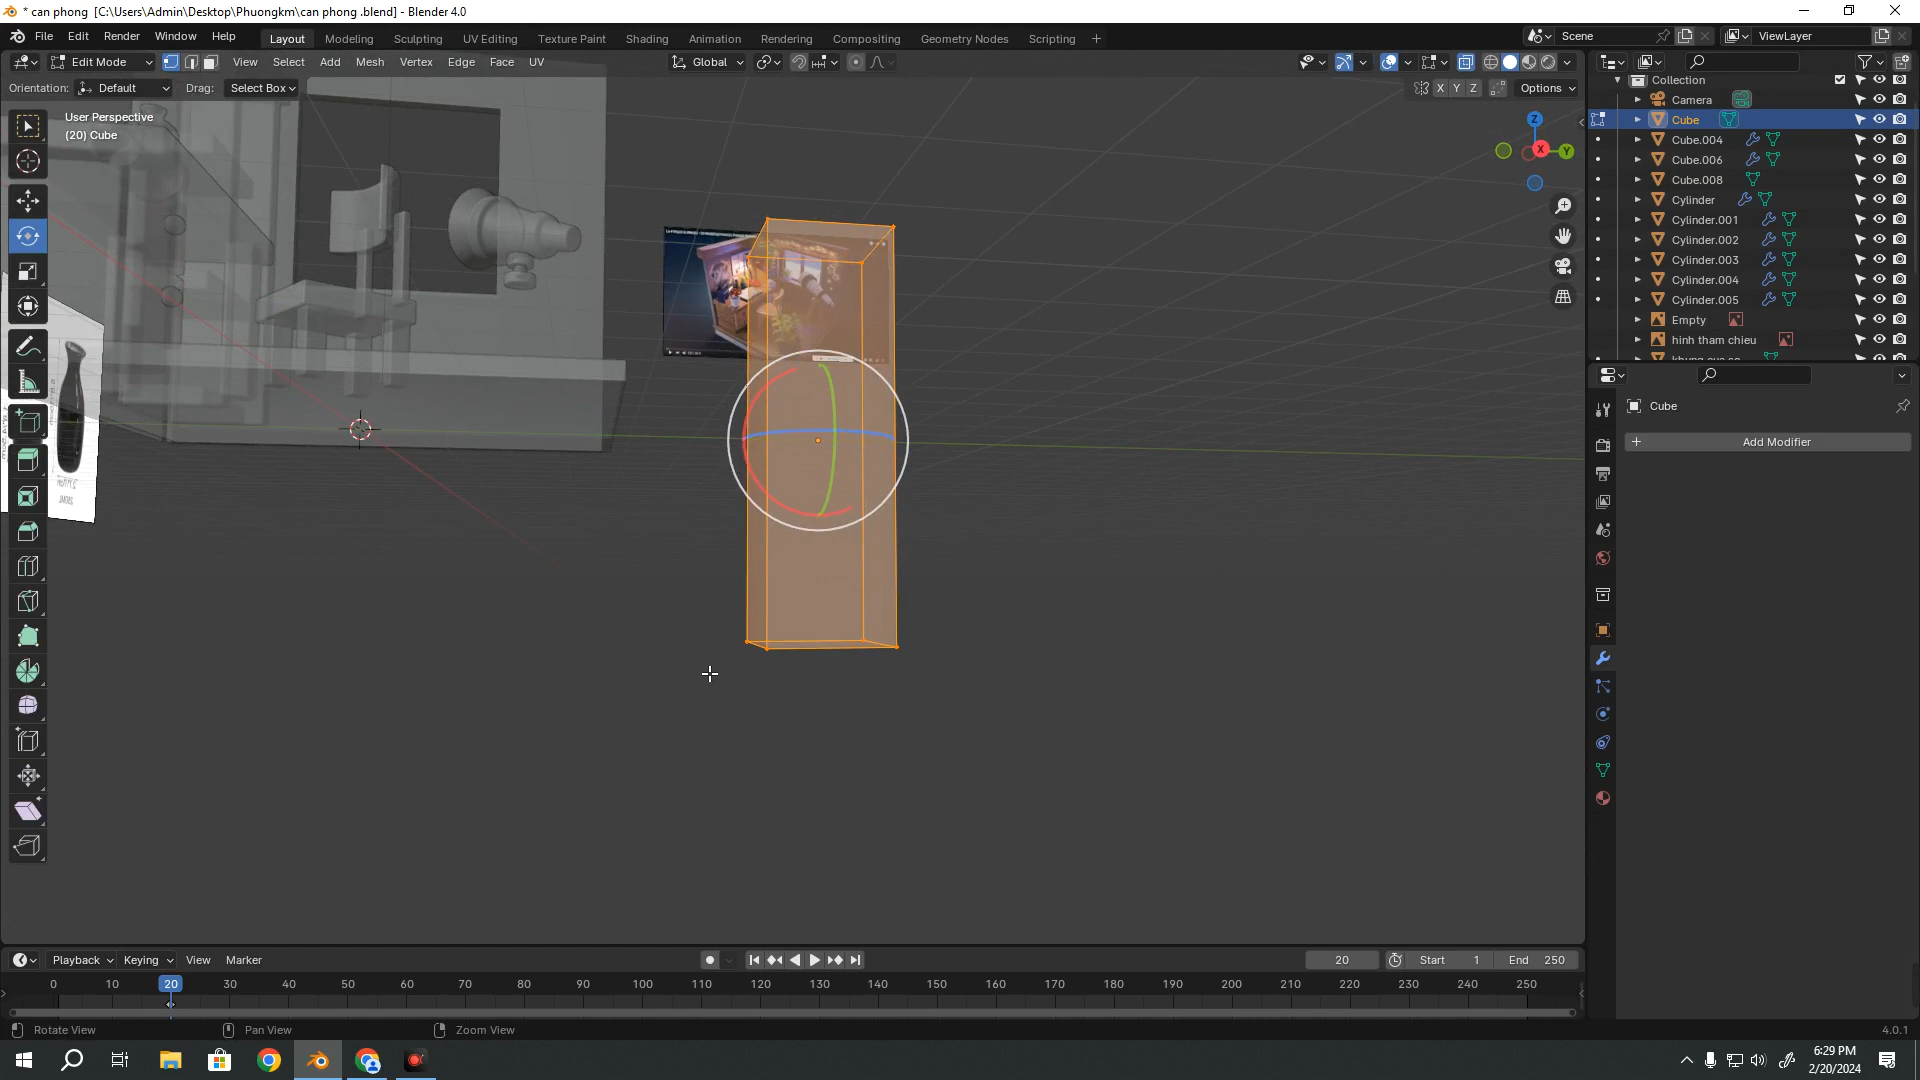 * can phong [C:\Users\Admin\Desktop\Phuongkm\can phong .blend] - Blender 4.0
File Edit Render Window Help Layout Modeling Sculpting UV Editing Texture Paint Shading Animation Rendering Compositing Geometry Nodes Scripting + Scene ViewLayer
Edit Mode View Select Add Mesh Vertex Edge Face UV Global
Orientation: Default Drag: Select Box X Y Z Options
User Perspective
(20) Cube
Z
X
Y
Collection
Camera
Cube
Cube.004
Cube.006
Cube.008
Cylinder
Cylinder.001
Cylinder.002
Cylinder.003
Cylinder.004
Cylinder.005
Empty
hinh tham chieu
Cube
+ Add Modifier
Playback Keying View Marker 20 Start 1 End 250
0 10 20 30 40 50 60 70 80 90 100 110 120 130 140 150 160 170 180 190 200 210 220 230 240 250
Rotate View Pan View Zoom View 4.0.1
6:29 PM
2/20/2024